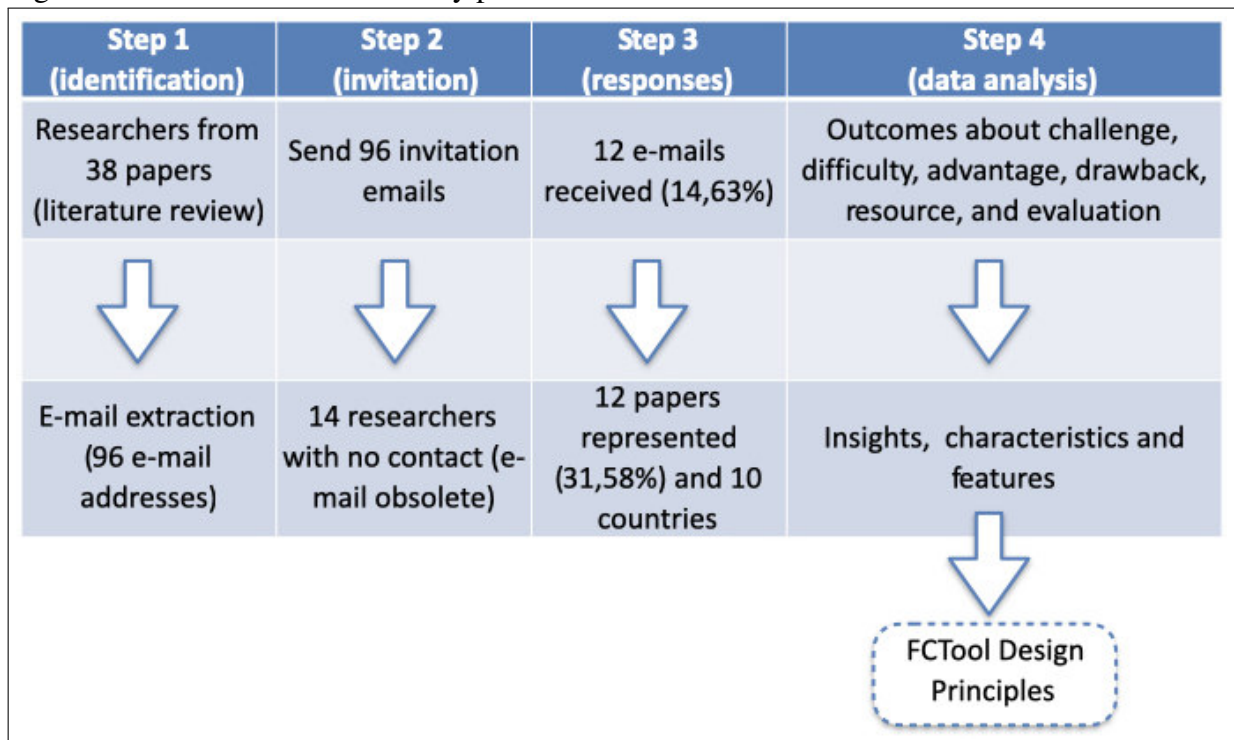 Step 1
(identification)
Step 2
(invitation)
Step 3
(responses)
Step 4
(data analysis)
Researchers from
38 papers
(literature review)
Send 96 invitation
emails
12 e-mails
received (14,63%)
Outcomes about challenge,
difficulty, advantage, drawback,
resource, and evaluation
E-mail extraction
(96 e-mail
addresses)
14 researchers
with no contact (e-
mail obsolete)
12 papers
represented
(31,58%) and 10
countries
Insights, characteristics and
features
FCTool Design
Principles